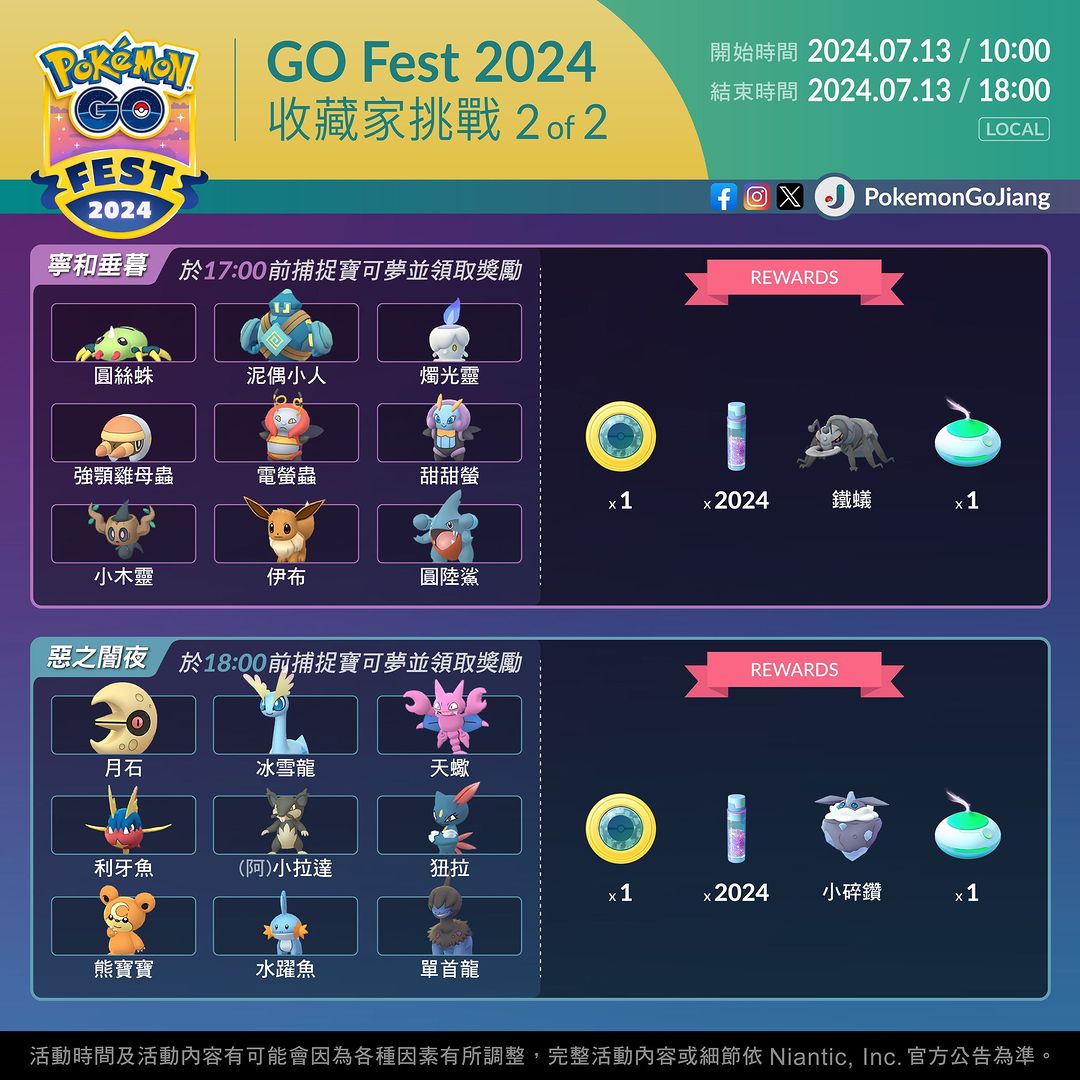 POKÉMON
GO
FEST
2024
GO Fest 2024
收藏家挑戰 2 of 2
開始時間 2024.07.13 / 10:00
結束時間 2024.07.13 / 18:00
LOCAL
PokemonGoJiang
寧和垂暮 於17:00前捕捉寶可夢並領取獎勵
REWARDS
圓絲蛛 泥偶小人 燭光靈
強顎雞母蟲 電螢蟲 甜甜螢
小木靈 伊布 圓陸鯊
x 1 x 2024 鐵蟻 x 1
惡之闇夜 於18:00前捕捉寶可夢並領取獎勵
REWARDS
月石 冰雪龍 天蠍
利牙魚 (阿)小拉達 狃拉
熊寶寶 水躍魚 單首龍
x 1 x 2024 小碎鑽 x 1
活動時間及活動內容有可能會因為各種因素有所調整，完整活動內容或細節依 Niantic, Inc. 官方公告為準。